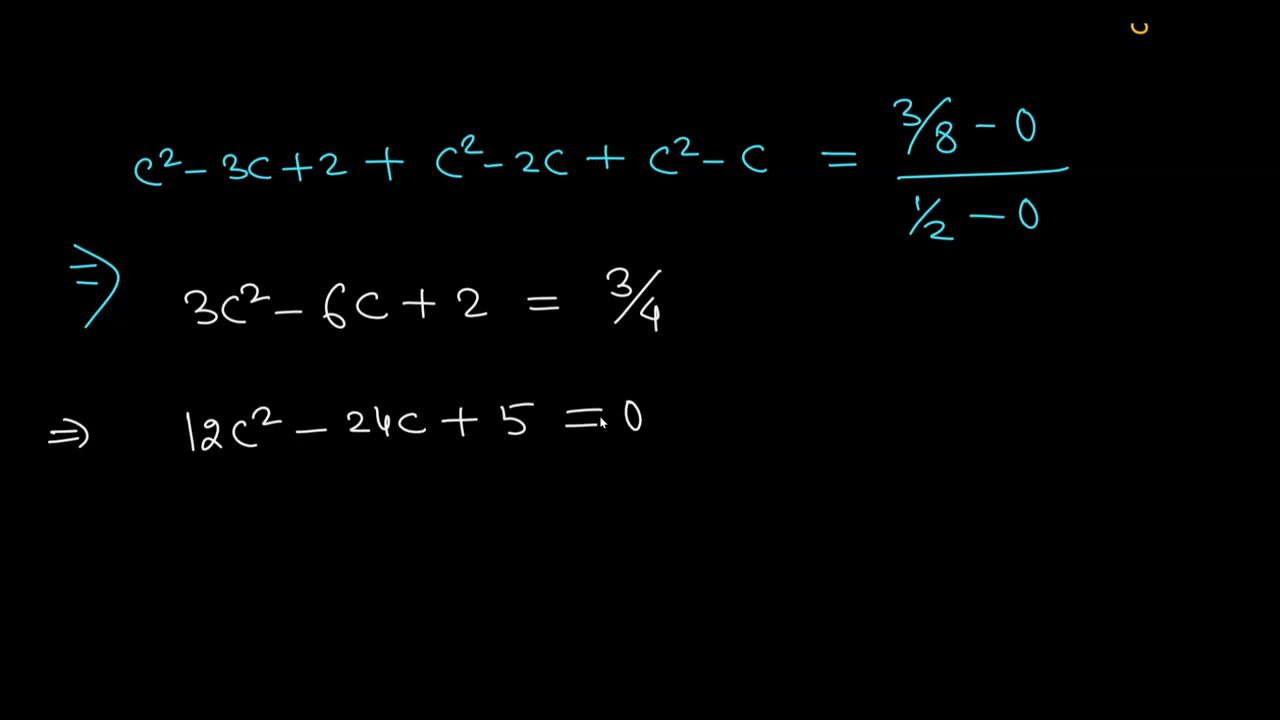 c² - 3c + 2 + c² - 2c + c² - c = (3/8 - 0)/(1/2 - 0)
⇒ 3c² - 6c + 2 = 3/4
⇒ 12c² - 24c + 5 = 0